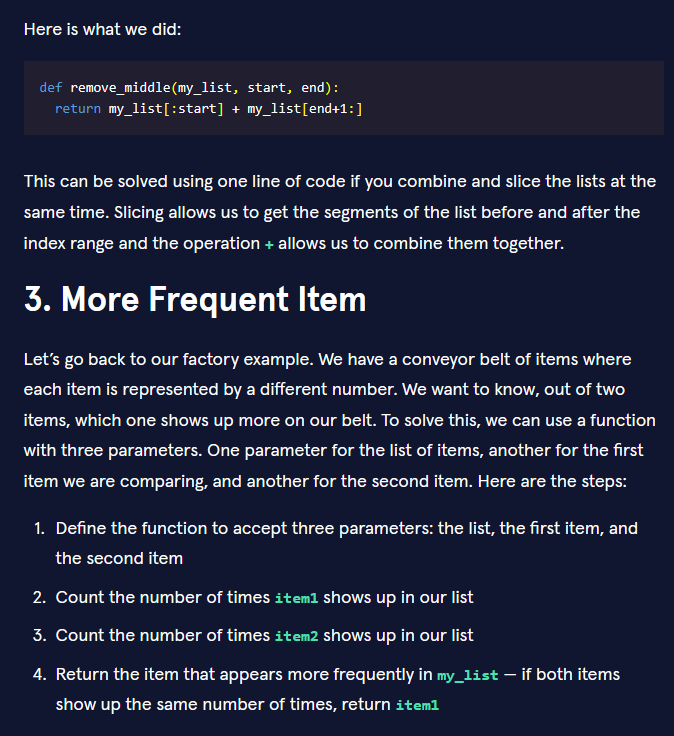 Here is what we did:
def remove_middle(my_list, start, end):
  return my_list[:start] + my_list[end+1:]
This can be solved using one line of code if you combine and slice the lists at the
same time. Slicing allows us to get the segments of the list before and after the
index range and the operation + allows us to combine them together.
3. More Frequent Item
Let’s go back to our factory example. We have a conveyor belt of items where
each item is represented by a different number. We want to know, out of two
items, which one shows up more on our belt. To solve this, we can use a function
with three parameters. One parameter for the list of items, another for the first
item we are comparing, and another for the second item. Here are the steps:
1. Define the function to accept three parameters: the list, the first item, and
the second item
2. Count the number of times item1 shows up in our list
3. Count the number of times item2 shows up in our list
4. Return the item that appears more frequently in my_list — if both items
show up the same number of times, return item1